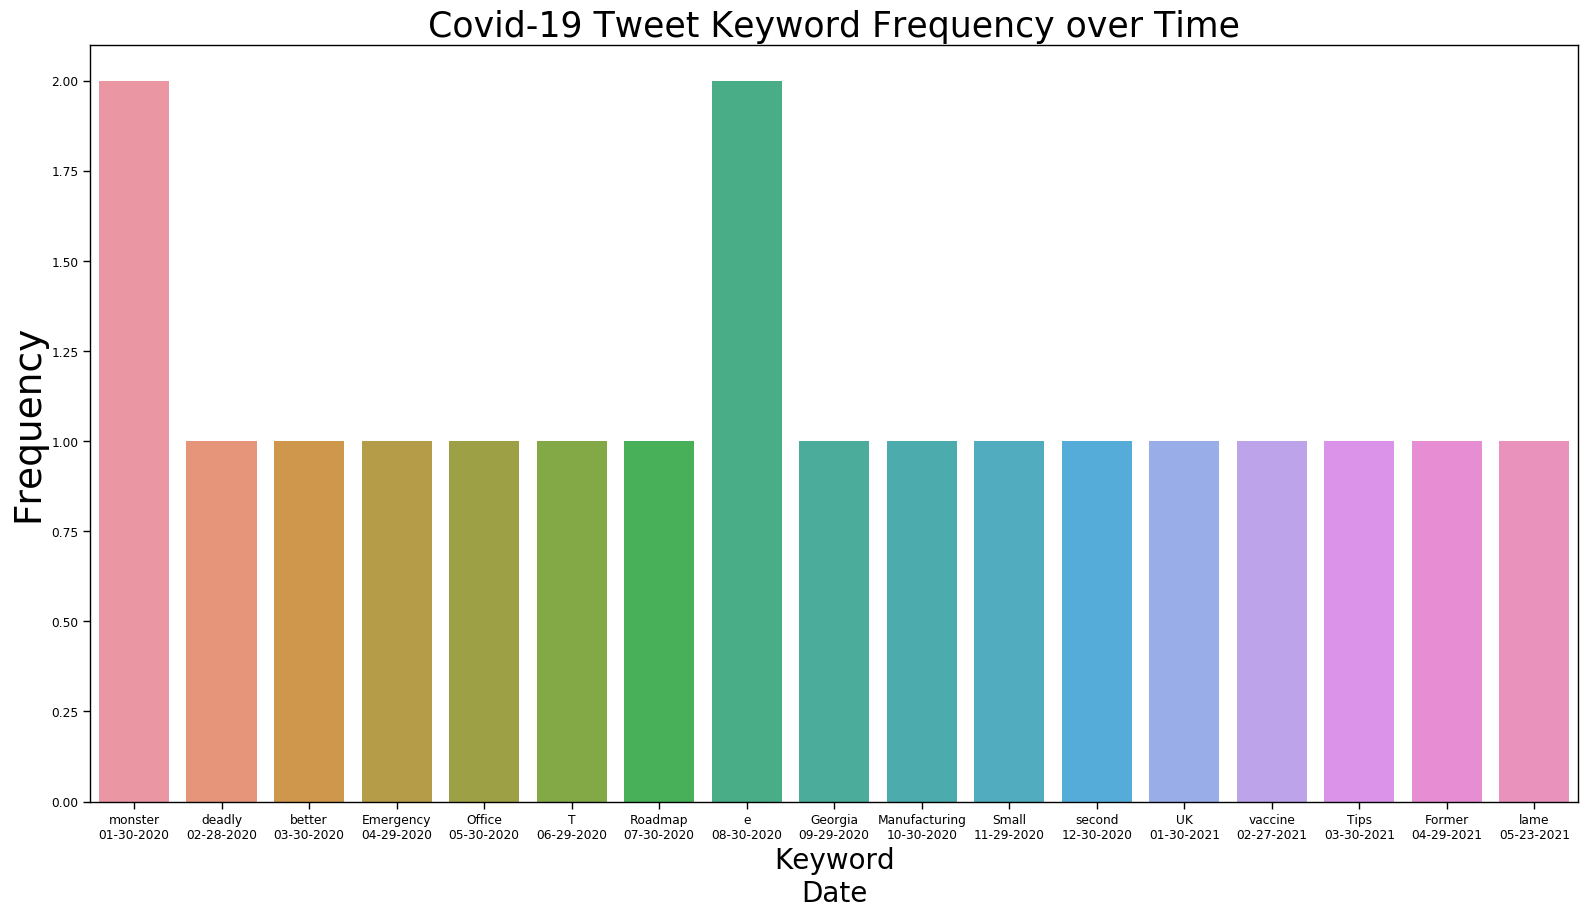 Covid-19 Tweet Keyword Frequency over Time
Frequency
2.00
1.75
1.50
1.25
1.00
0.75
0.50
0.25
0.00
monster deadly better Emergency Office T Roadmap e Georgia Manufacturing Small second UK vaccine Tips Former lame
01-30-2020 02-28-2020 03-30-2020 04-29-2020 05-30-2020 06-29-2020 07-30-2020 08-30-2020 09-29-2020 10-30-2020 11-29-2020 12-30-2020 01-30-2021 02-27-2021 03-30-2021 04-29-2021 05-23-2021
Keyword
Date